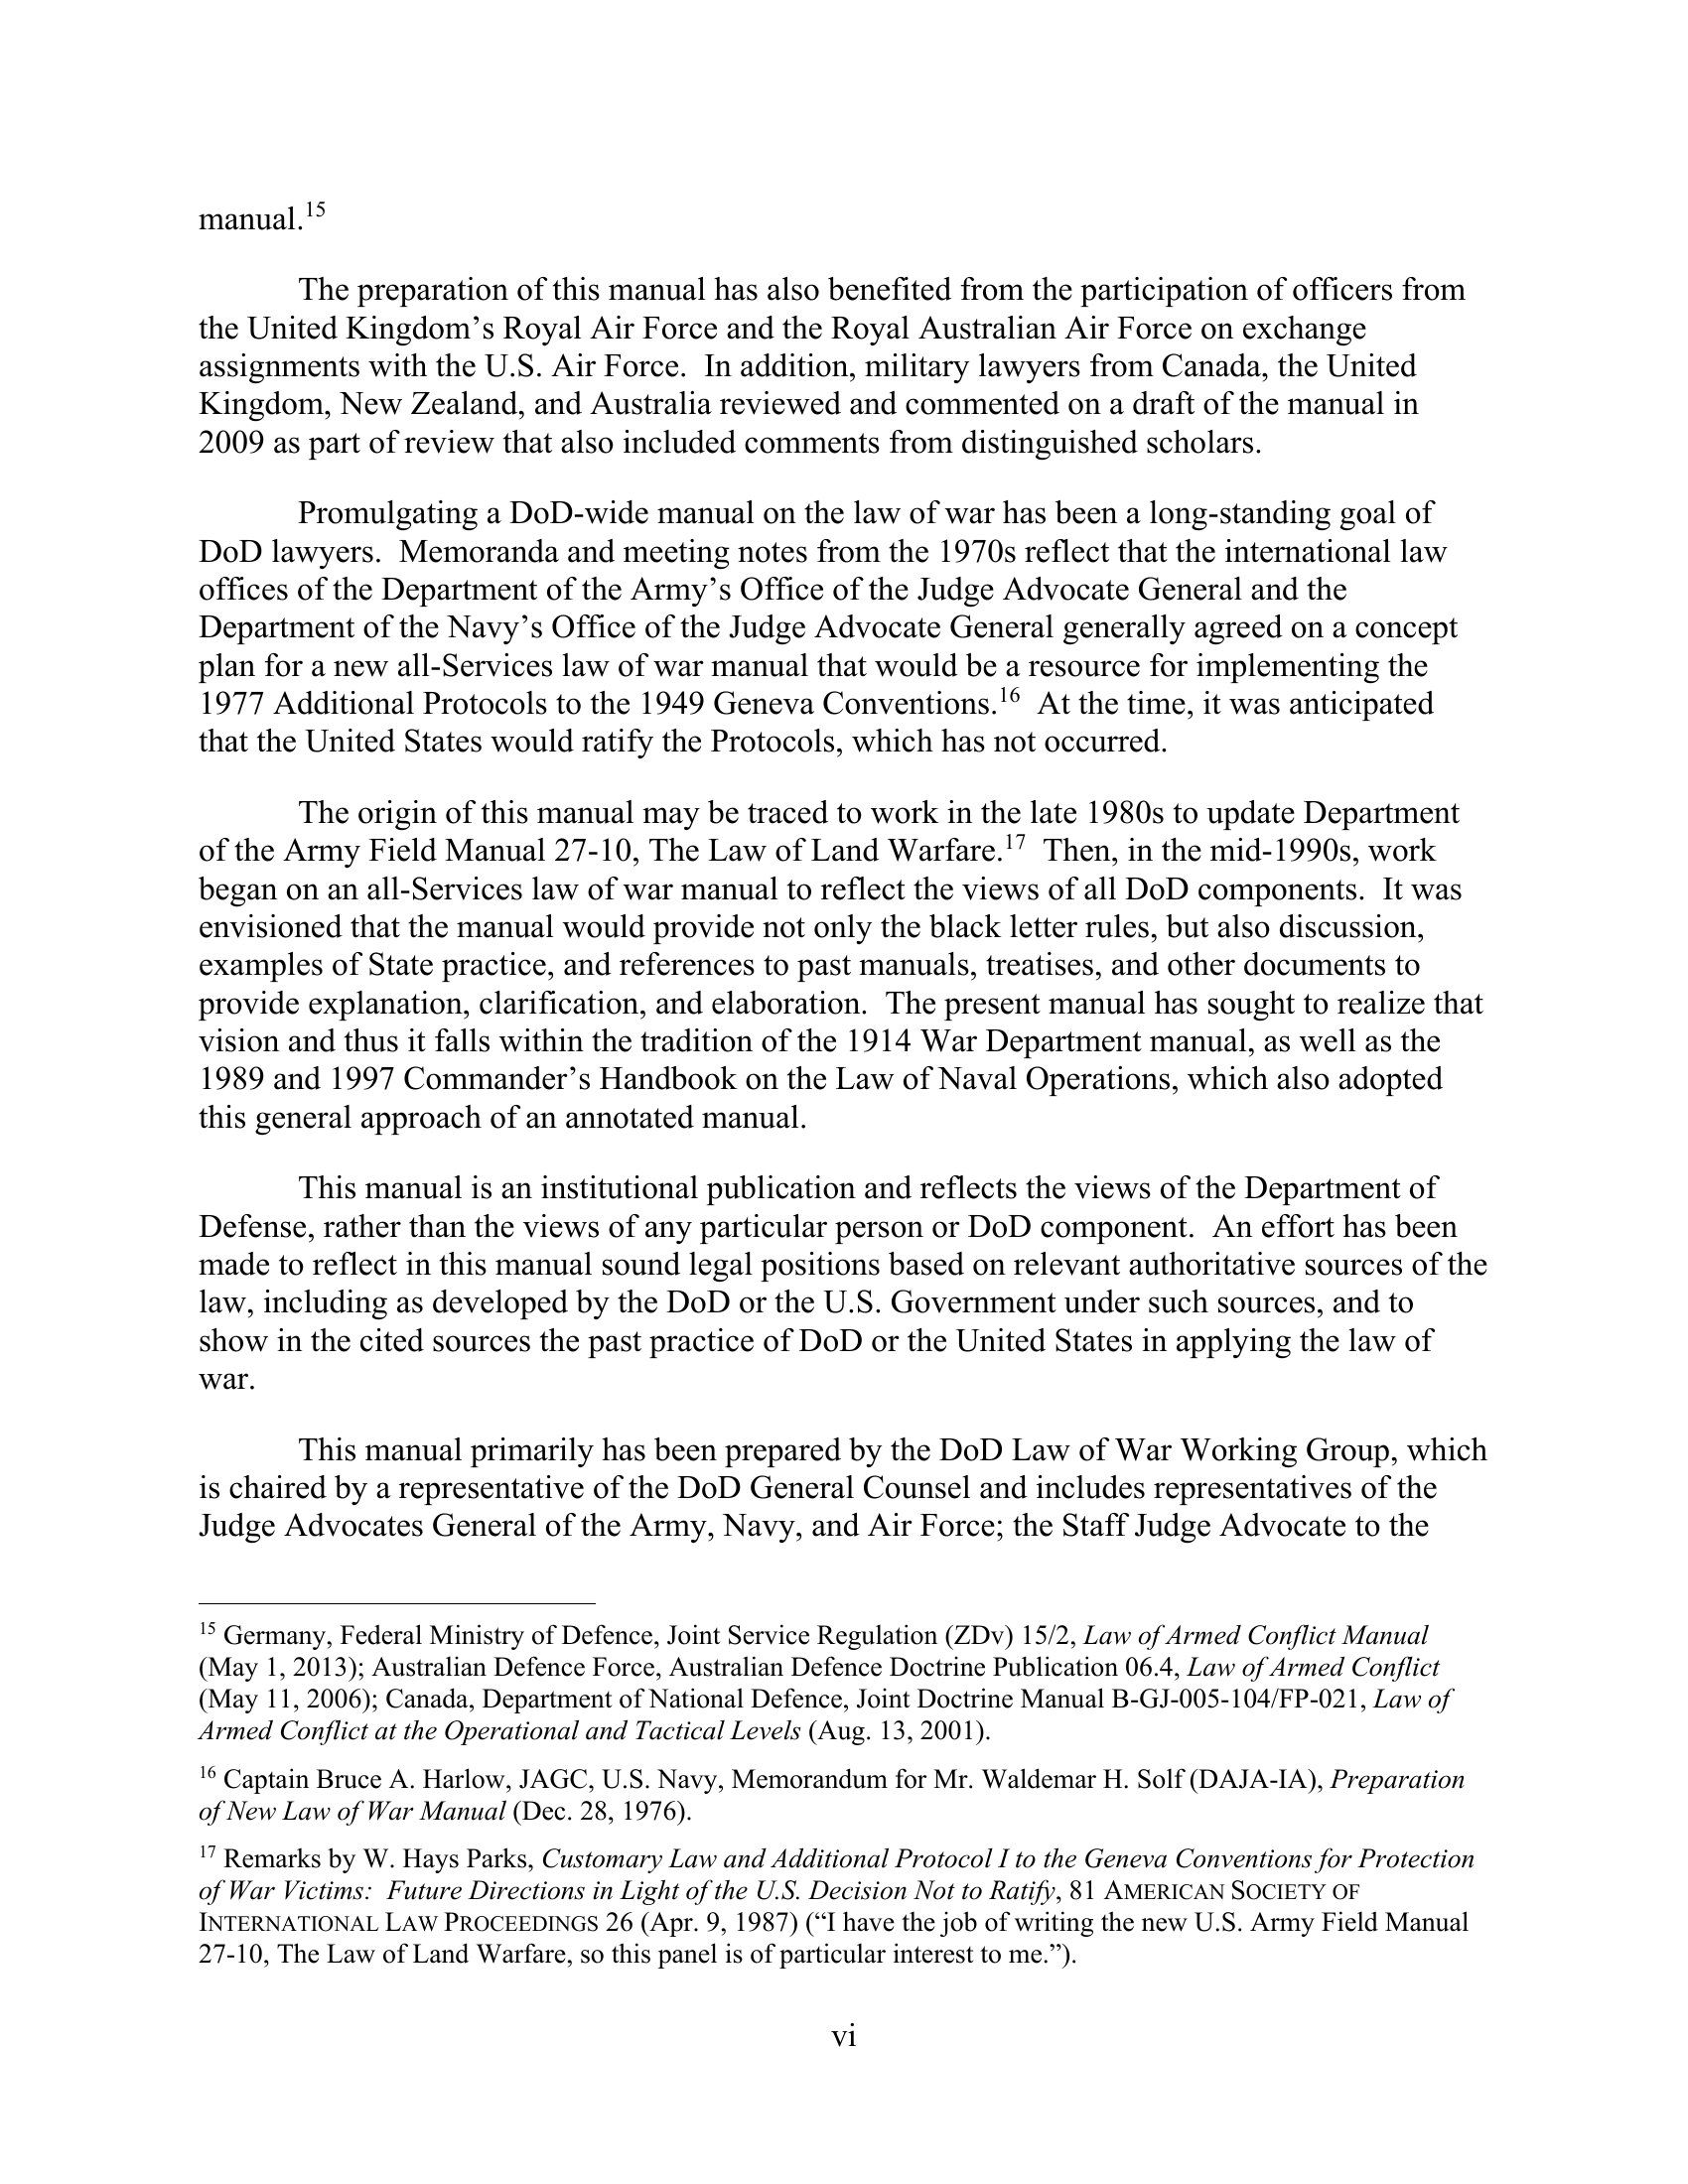 manual.15
The preparation of this manual has also benefited from the participation of officers from
the United Kingdom’s Royal Air Force and the Royal Australian Air Force on exchange
assignments with the U.S. Air Force.  In addition, military lawyers from Canada, the United
Kingdom, New Zealand, and Australia reviewed and commented on a draft of the manual in
2009 as part of review that also included comments from distinguished scholars.
Promulgating a DoD-wide manual on the law of war has been a long-standing goal of
DoD lawyers.  Memoranda and meeting notes from the 1970s reflect that the international law
offices of the Department of the Army’s Office of the Judge Advocate General and the
Department of the Navy’s Office of the Judge Advocate General generally agreed on a concept
plan for a new all-Services law of war manual that would be a resource for implementing the
1977 Additional Protocols to the 1949 Geneva Conventions.16  At the time, it was anticipated
that the United States would ratify the Protocols, which has not occurred.
The origin of this manual may be traced to work in the late 1980s to update Department
of the Army Field Manual 27-10, The Law of Land Warfare.17  Then, in the mid-1990s, work
began on an all-Services law of war manual to reflect the views of all DoD components.  It was
envisioned that the manual would provide not only the black letter rules, but also discussion,
examples of State practice, and references to past manuals, treatises, and other documents to
provide explanation, clarification, and elaboration.  The present manual has sought to realize that
vision and thus it falls within the tradition of the 1914 War Department manual, as well as the
1989 and 1997 Commander’s Handbook on the Law of Naval Operations, which also adopted
this general approach of an annotated manual.
This manual is an institutional publication and reflects the views of the Department of
Defense, rather than the views of any particular person or DoD component.  An effort has been
made to reflect in this manual sound legal positions based on relevant authoritative sources of the
law, including as developed by the DoD or the U.S. Government under such sources, and to
show in the cited sources the past practice of DoD or the United States in applying the law of
war.
This manual primarily has been prepared by the DoD Law of War Working Group, which
is chaired by a representative of the DoD General Counsel and includes representatives of the
Judge Advocates General of the Army, Navy, and Air Force; the Staff Judge Advocate to the
15 Germany, Federal Ministry of Defence, Joint Service Regulation (ZDv) 15/2, Law of Armed Conflict Manual
(May 1, 2013); Australian Defence Force, Australian Defence Doctrine Publication 06.4, Law of Armed Conflict
(May 11, 2006); Canada, Department of National Defence, Joint Doctrine Manual B-GJ-005-104/FP-021, Law of
Armed Conflict at the Operational and Tactical Levels (Aug. 13, 2001).
16 Captain Bruce A. Harlow, JAGC, U.S. Navy, Memorandum for Mr. Waldemar H. Solf (DAJA-IA), Preparation
of New Law of War Manual (Dec. 28, 1976).
17 Remarks by W. Hays Parks, Customary Law and Additional Protocol I to the Geneva Conventions for Protection
of War Victims:  Future Directions in Light of the U.S. Decision Not to Ratify, 81 AMERICAN SOCIETY OF
INTERNATIONAL LAW PROCEEDINGS 26 (Apr. 9, 1987) (“I have the job of writing the new U.S. Army Field Manual
27-10, The Law of Land Warfare, so this panel is of particular interest to me.”).
vi